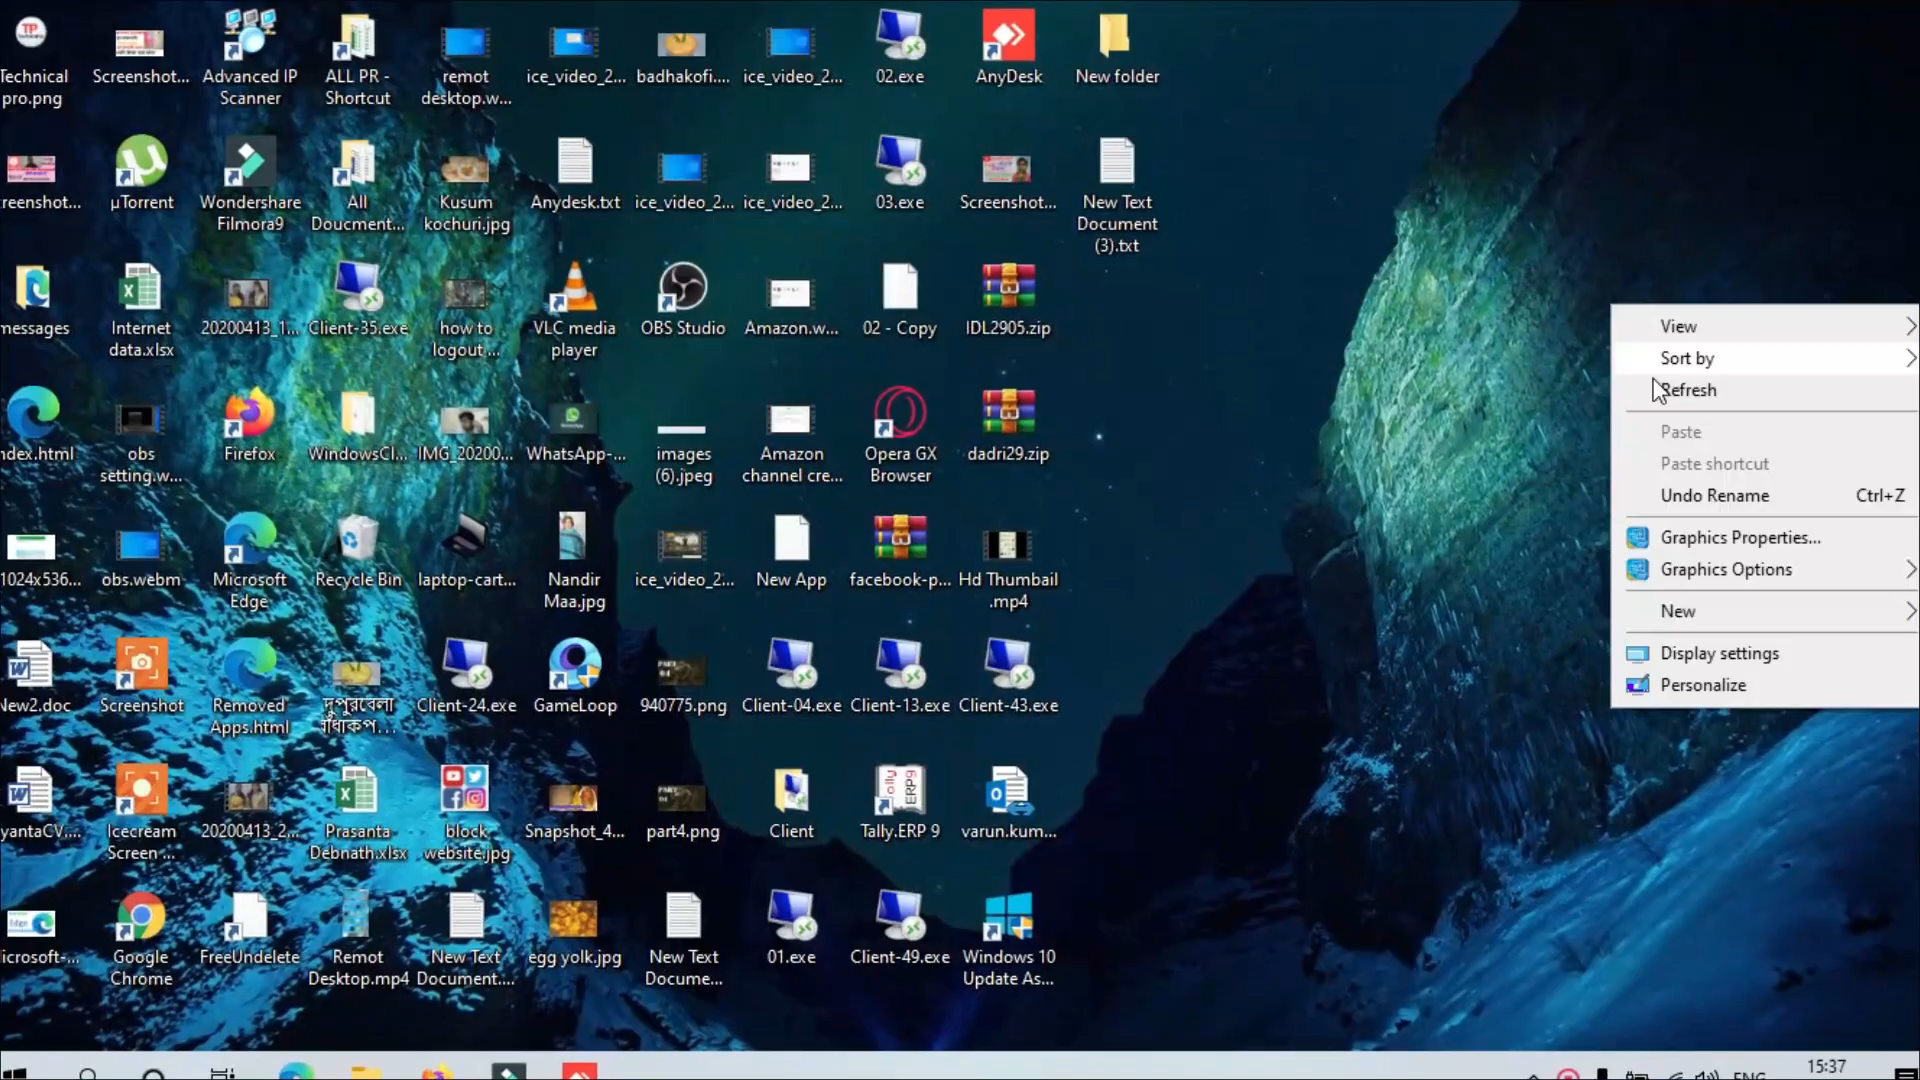 TP
Technical
pro.png
Screenshot...
Advanced IP
Scanner
ALL PR -
Shortcut
remot
desktop.w...
ice_video_2...
badhakofi....
ice_video_2...
02.exe
AnyDesk
New folder
reenshot...
µTorrent
Wondershare
Filmora9
All
Doucment...
Kusum
kochuri.jpg
Anydesk.txt
ice_video_2...
ice_video_2...
03.exe
Screenshot...
New Text
Document
(3).txt
messages
Internet
data.xlsx
20200413_1...
Client-35.exe
how to
logout ...
VLC media
player
OBS Studio
Amazon.w...
02 - Copy
IDL2905.zip
ndex.html
obs
setting.w...
Firefox
WindowsCl...
IMG_20200...
WhatsApp-...
images
(6).jpeg
Amazon
channel cre...
Opera GX
Browser
dadri29.zip
1024x536...
obs.webm
Microsoft
Edge
Recycle Bin
laptop-cart...
Nandir
Maa.jpg
ice_video_2...
New App
facebook-p...
Hd Thumbail
.mp4
New2.doc
Screenshot
Removed
Apps.html
দুপুরবেলা
Client-24.exe
GameLoop
940775.png
Client-04.exe
Client-13.exe
Client-43.exe
yantaCV....
Icecream
Screen ...
20200413_2...
Prasanta
Debnath.xlsx
block
website.jpg
Snapshot_4...
part4.png
Client
Tally.ERP 9
varun.kum...
icrosoft-...
Google
Chrome
FreeUndelete
Remot
Desktop.mp4
New Text
Document....
egg yolk.jpg
New Text
Docume...
01.exe
Client-49.exe
Windows 10
Update As...
View
Sort by
Refresh
Paste
Paste shortcut
Undo Rename Ctrl+Z
Graphics Properties...
Graphics Options
New
Display settings
Personalize
ENG
15:37